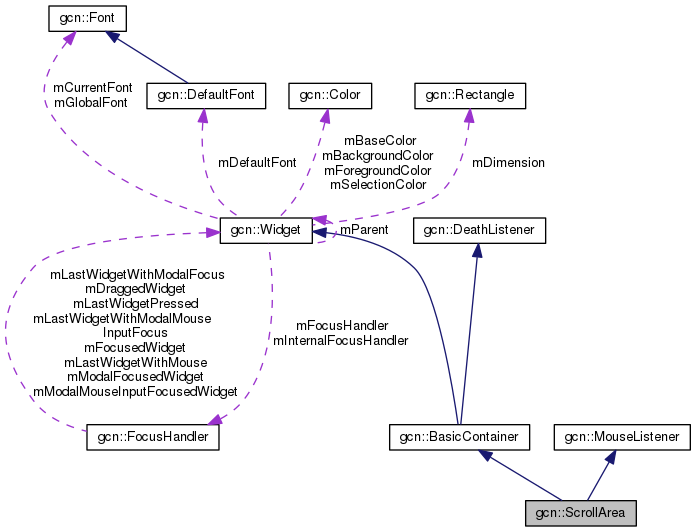 gcn::Font
mCurrentFont
mGlobalFont
gcn::DefaultFont
gcn::Color
gcn::Rectangle
mDefaultFont
mBaseColor
mBackgroundColor
mForegroundColor
mSelectionColor
mDimension
gcn::Widget
mParent
gcn::DeathListener
mLastWidgetWithModalFocus
mDraggedWidget
mLastWidgetPressed
mLastWidgetWithModalMouse
InputFocus
mFocusedWidget
mLastWidgetWithMouse
mModalFocusedWidget
mModalMouseInputFocusedWidget
mFocusHandler
mInternalFocusHandler
gcn::FocusHandler
gcn::BasicContainer
gcn::MouseListener
gcn::ScrollArea